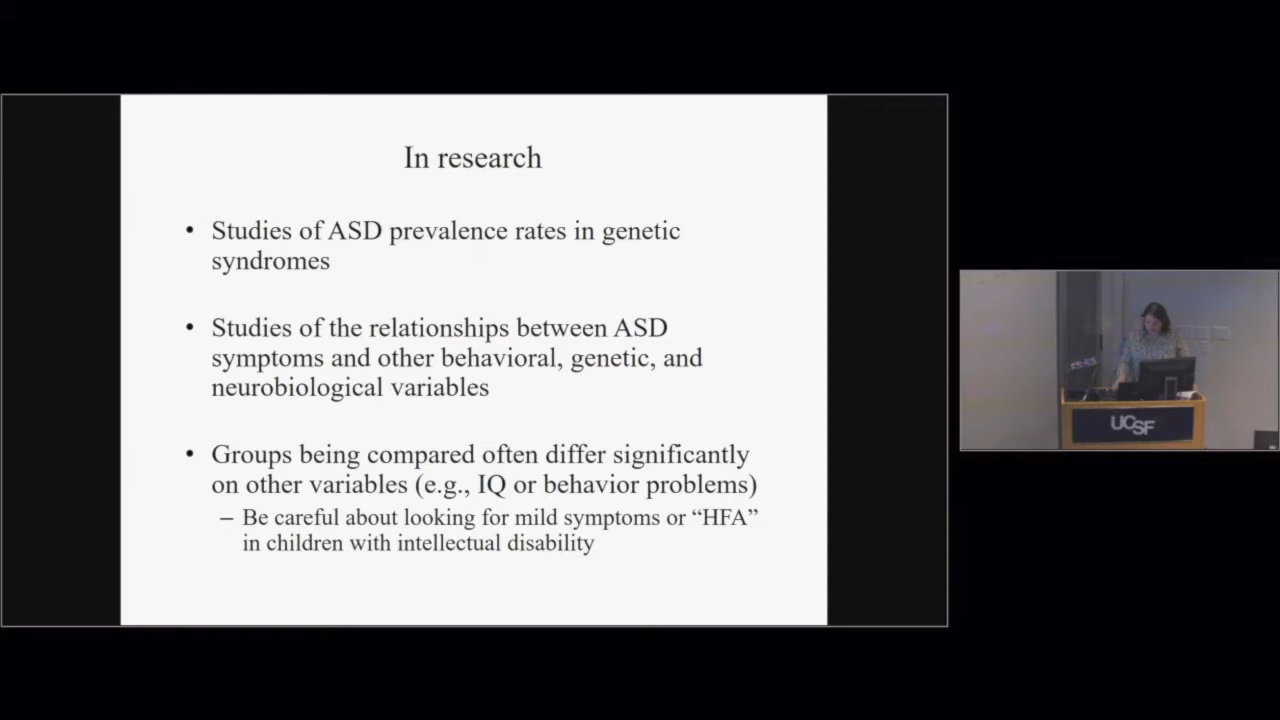 In research
• Studies of ASD prevalence rates in genetic
syndromes
• Studies of the relationships between ASD
symptoms and other behavioral, genetic, and
neurobiological variables
• Groups being compared often differ significantly
on other variables (e.g., IQ or behavior problems)
– Be careful about looking for mild symptoms or “HFA”
in children with intellectual disability
UCSF